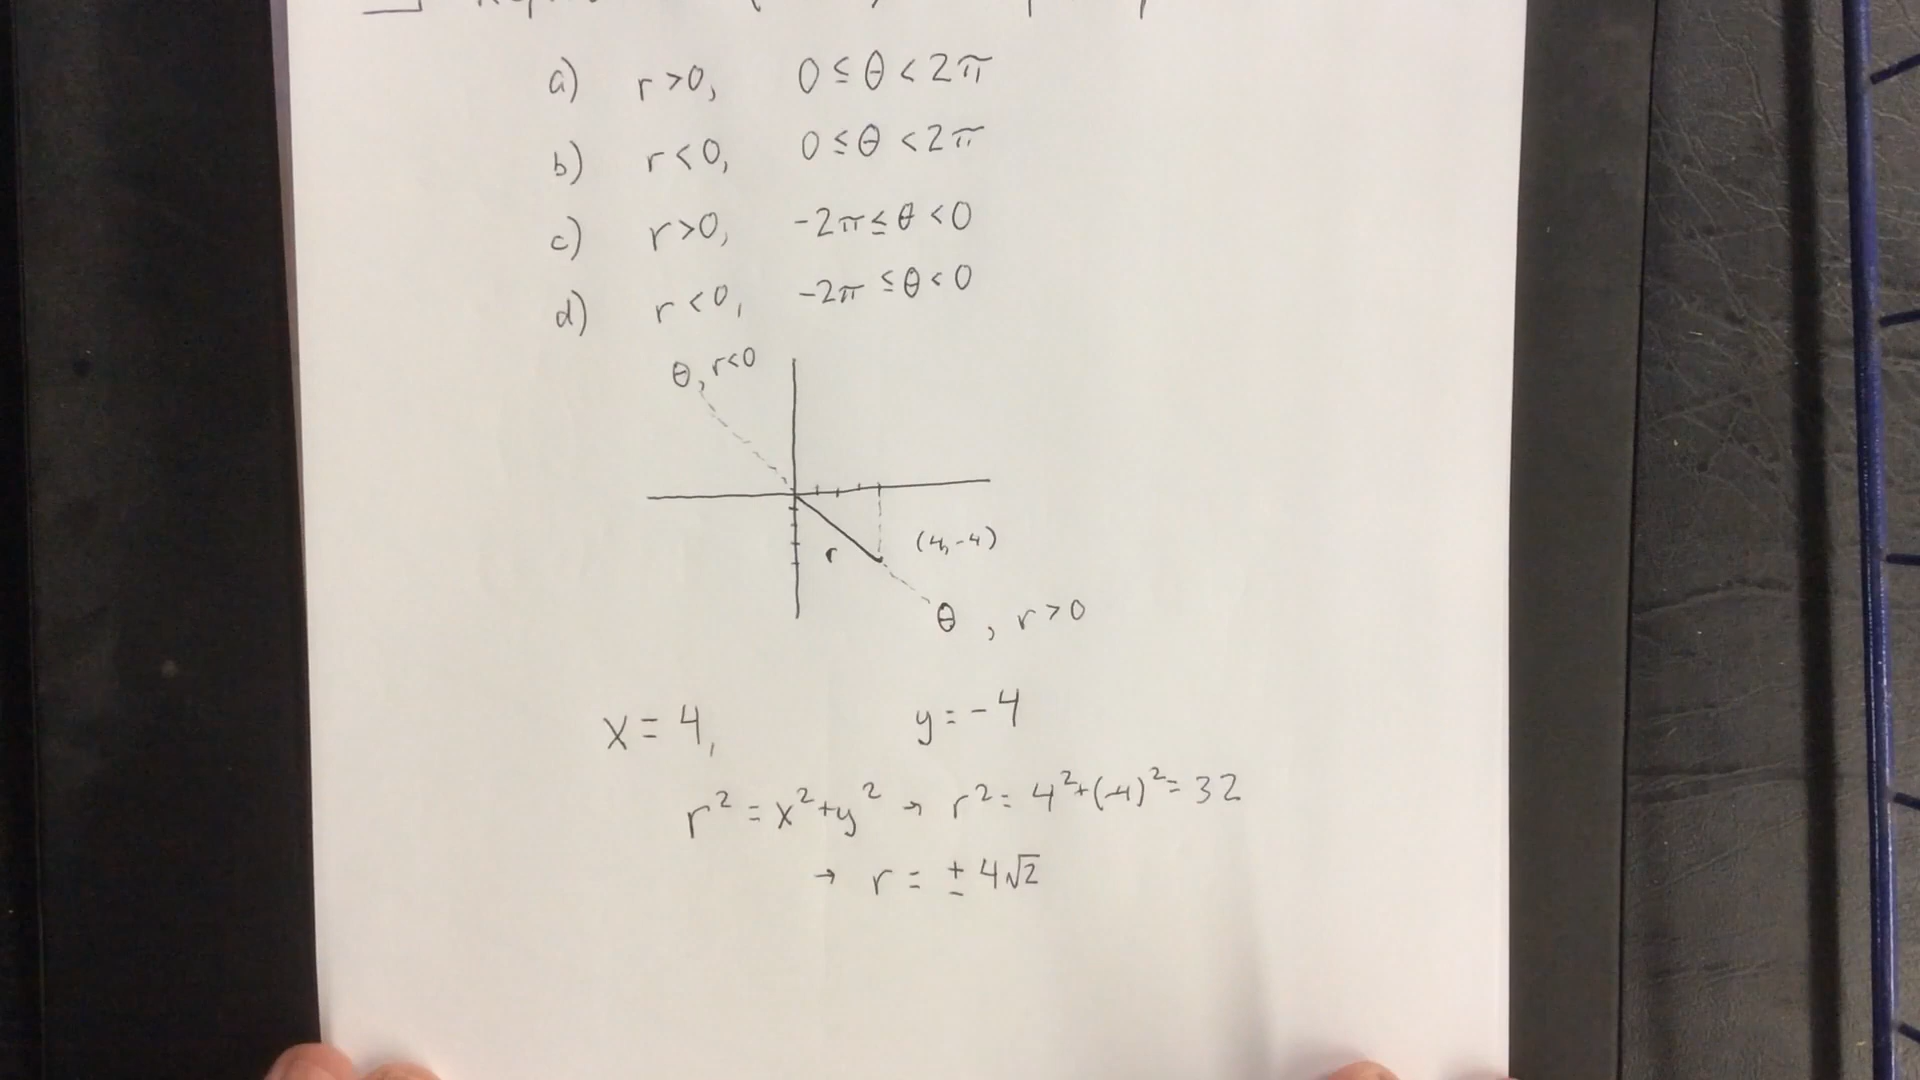 a) r>0, 0 ≤ θ < 2π
b) r<0, 0 ≤ θ < 2π
c) r>0, -2π ≤ θ < 0
d) r<0, -2π ≤ θ < 0
θ, r<0
(4,-4)
r
θ, r>0
x = 4, y = -4
r² = x²+y² → r² = 4²+(-4)² = 32
→ r = ± 4√2